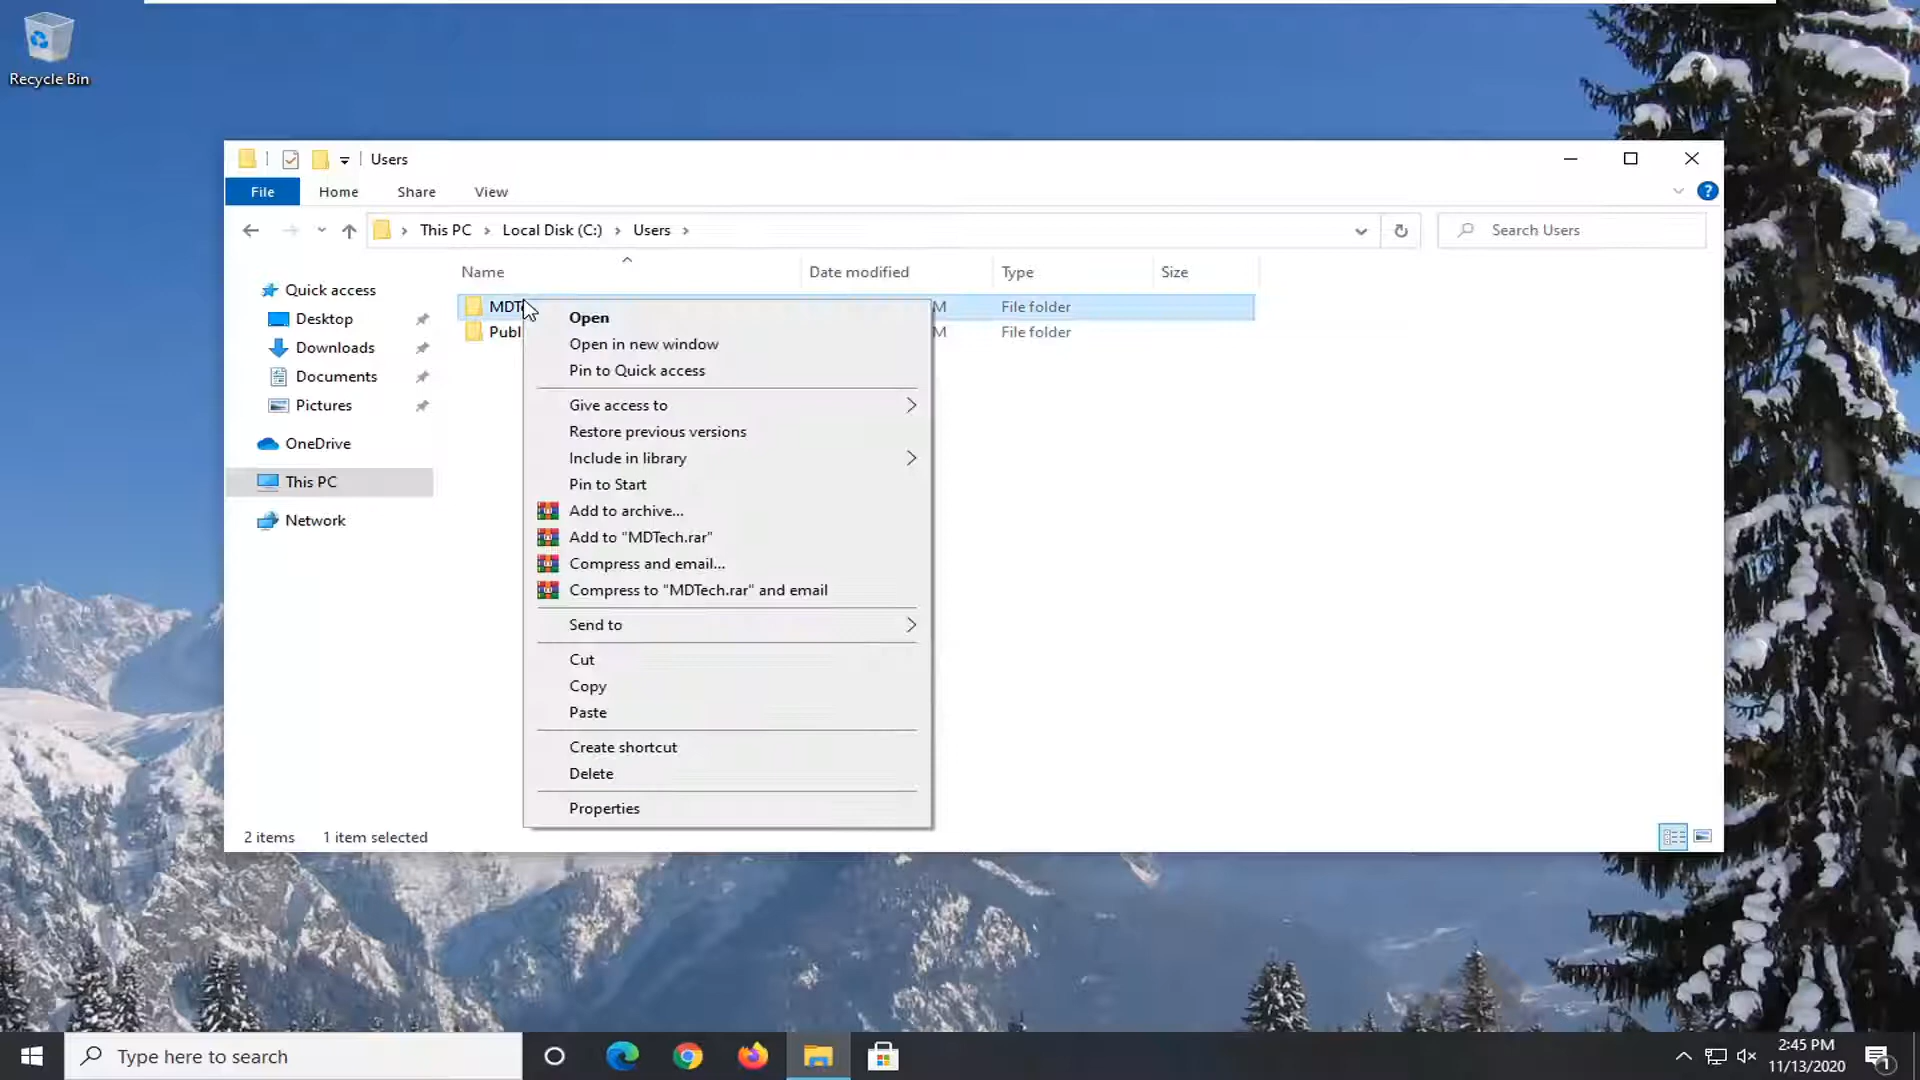 Recycle Bin
Users
File Home Share View
This PC Local Disk (C:) Users
Search Users
Name Date modified Type Size
Quick access
Desktop
Downloads
Documents
Pictures
OneDrive
This PC
Network
M File folder
M File folder
Open
Open in new window
Pin to Quick access
Give access to
Restore previous versions
Include in library
Pin to Start
Add to archive...
Add to "MDTech.rar"
Compress and email...
Compress to "MDTech.rar" and email
Send to
Cut
Copy
Paste
Create shortcut
Delete
Properties
2 items 1 item selected
Type here to search
2:45 PM
11/13/2020
1